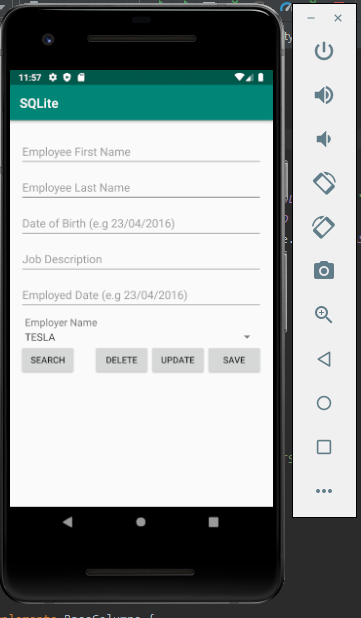 11:57
SQLite
Employee First Name
Employee Last Name
Date of Birth (e.g 23/04/2016)
Job Description
Employed Date (e.g 23/04/2016)
Employer Name
TESLA
SEARCH DELETE UPDATE SAVE
BaseColumns {